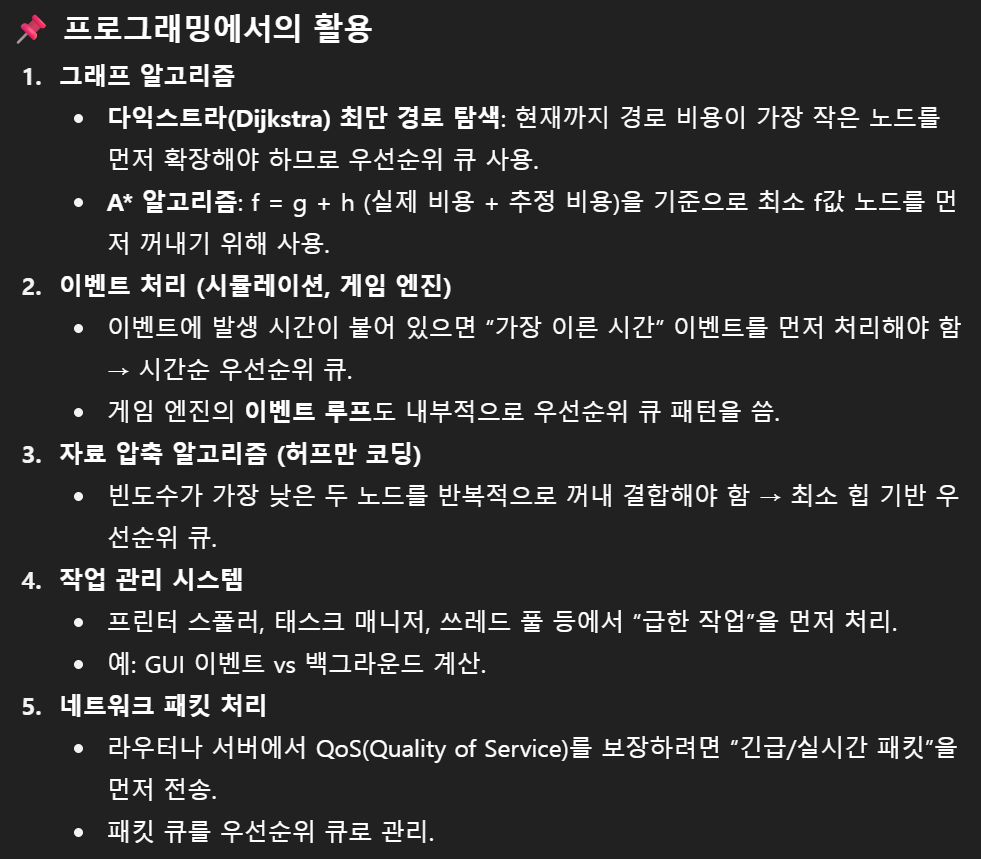 📌 프로그래밍에서의 활용
1. 그래프 알고리즘
• 다익스트라(Dijkstra) 최단 경로 탐색: 현재까지 경로 비용이 가장 작은 노드를
먼저 확장해야 하므로 우선순위 큐 사용.
• A* 알고리즘: f = g + h (실제 비용 + 추정 비용)을 기준으로 최소 f값 노드를 먼
저 꺼내기 위해 사용.
2. 이벤트 처리 (시뮬레이션, 게임 엔진)
• 이벤트에 발생 시간이 붙어 있으면 “가장 이른 시간” 이벤트를 먼저 처리해야 함
→ 시간순 우선순위 큐.
• 게임 엔진의 이벤트 루프도 내부적으로 우선순위 큐 패턴을 씀.
3. 자료 압축 알고리즘 (허프만 코딩)
• 빈도수가 가장 낮은 두 노드를 반복적으로 꺼내 결합해야 함 → 최소 힙 기반 우
선순위 큐.
4. 작업 관리 시스템
• 프린터 스풀러, 태스크 매니저, 쓰레드 풀 등에서 “급한 작업”을 먼저 처리.
• 예: GUI 이벤트 vs 백그라운드 계산.
5. 네트워크 패킷 처리
• 라우터나 서버에서 QoS(Quality of Service)를 보장하려면 “긴급/실시간 패킷”을
먼저 전송.
• 패킷 큐를 우선순위 큐로 관리.